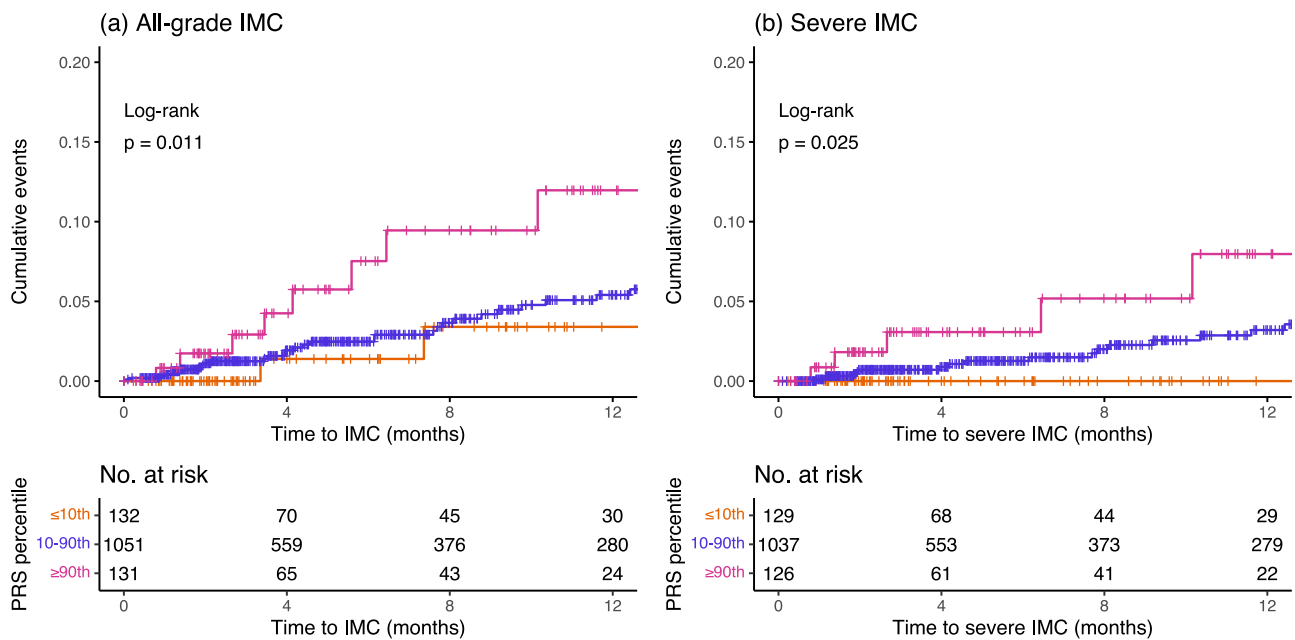 (a) All-grade IMC
Cumulative events
0.20
0.15
0.10
0.05
0.00
Log-rank
p = 0.011
0 4 8 12
Time to IMC (months)
No. at risk
PRS percentile
≤10th 132 70 45 30
10-90th 1051 559 376 280
≥90th 131 65 43 24
0 4 8 12
Time to IMC (months)
(b) Severe IMC
Cumulative events
0.20
0.15
0.10
0.05
0.00
Log-rank
p = 0.025
0 4 8 12
Time to severe IMC (months)
No. at risk
PRS percentile
≤10th 129 68 44 29
10-90th 1037 553 373 279
≥90th 126 61 41 22
0 4 8 12
Time to severe IMC (months)